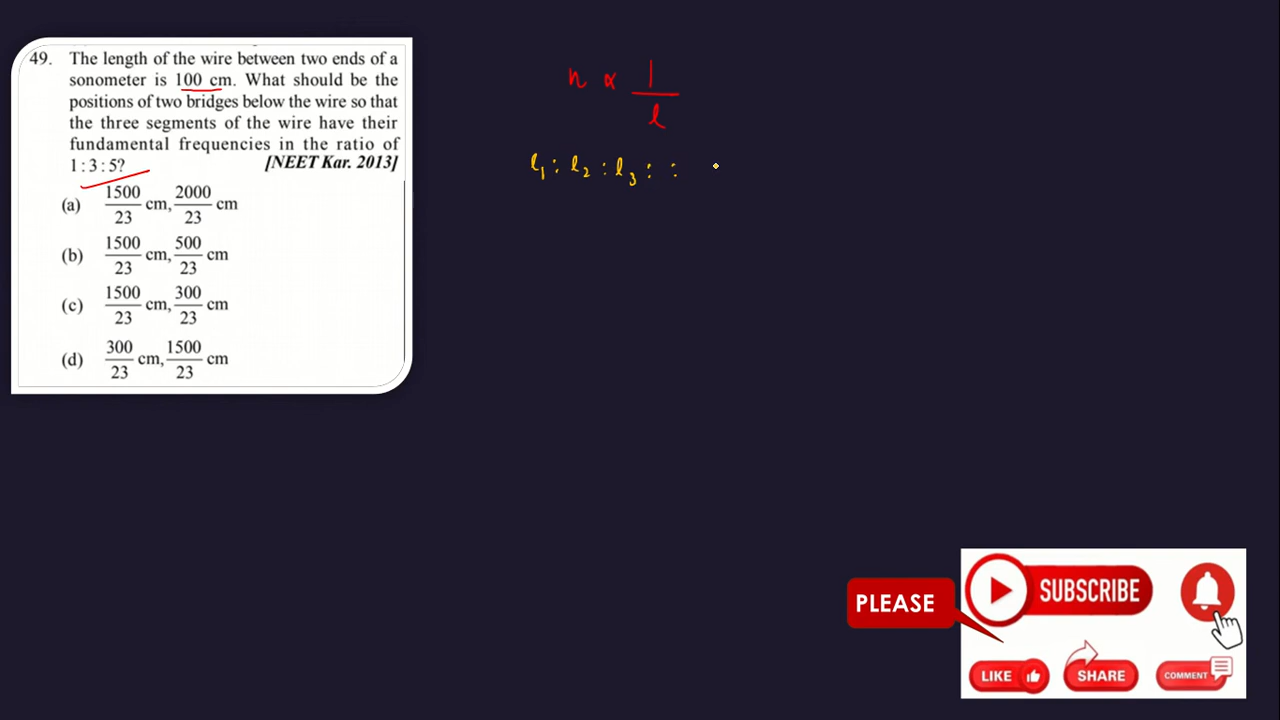 49. The length of the wire between two ends of a
sonometer is 100 cm. What should be the
positions of two bridges below the wire so that
the three segments of the wire have their
fundamental frequencies in the ratio of
1 : 3 : 5? [NEET Kar. 2013]
(a) 1500/23 cm, 2000/23 cm
(b) 1500/23 cm, 500/23 cm
(c) 1500/23 cm, 300/23 cm
(d) 300/23 cm, 1500/23 cm
n ∝ 1/l
l₁ : l₂ : l₃ : :
PLEASE
SUBSCRIBE
LIKE
SHARE
COMMENT